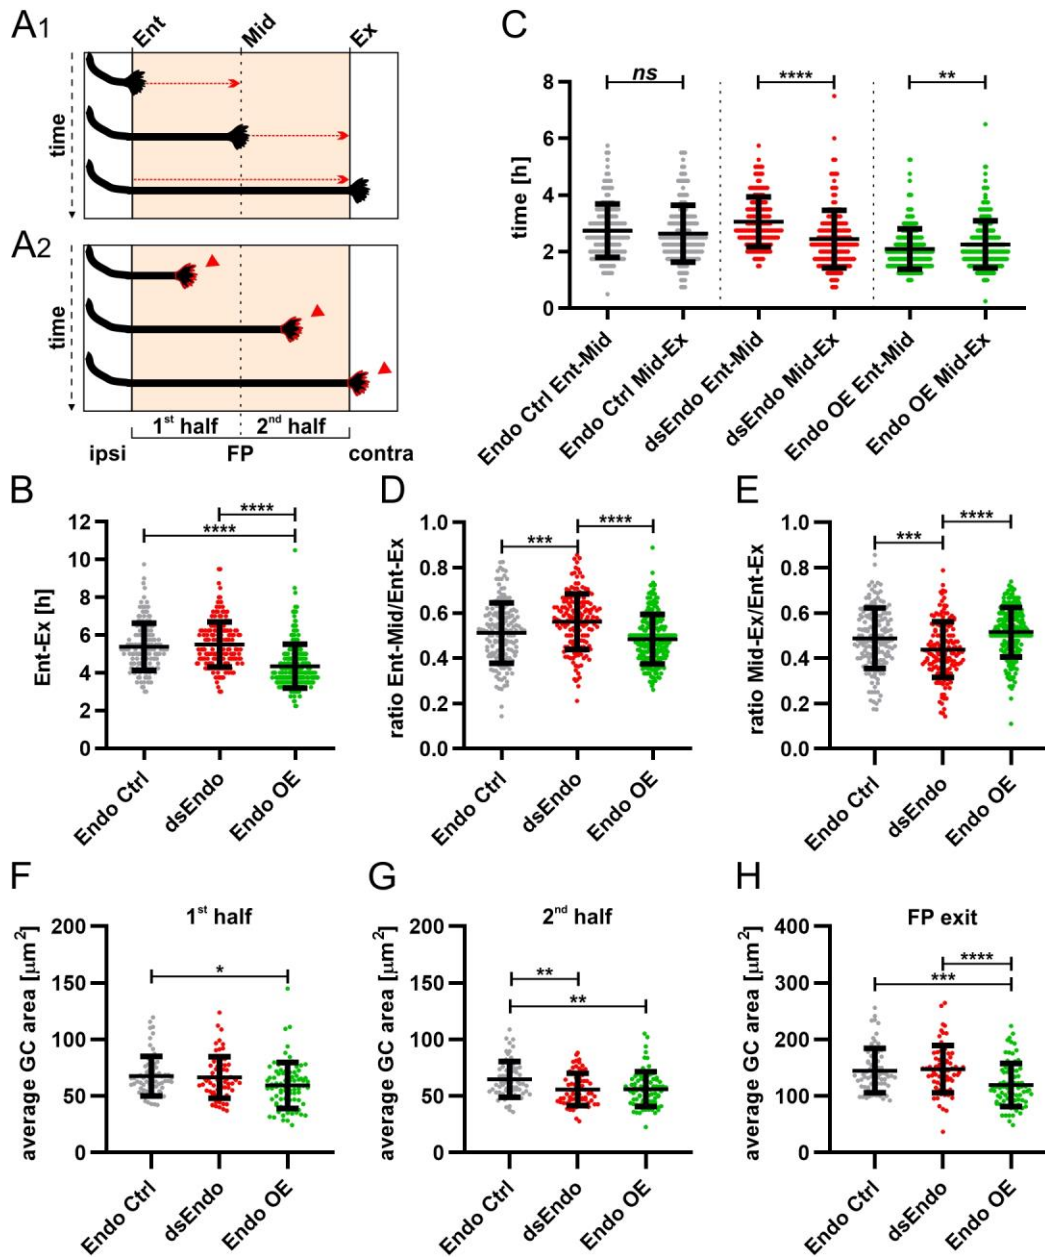 A1
Ent
Mid
Ex
time
A2
time
1st half
2nd half
ipsi
FP
contra
C
time [h]
8
6
4
2
0
ns
****
**
Endo Ctrl Ent-Mid
Endo Ctrl Mid-Ex
dsEndo Ent-Mid
dsEndo Mid-Ex
Endo OE Ent-Mid
Endo OE Mid-Ex
B
Ent-Ex [h]
12
10
8
6
4
2
0
****
****
Endo Ctrl
dsEndo
Endo OE
D
ratio Ent-Mid/Ent-Ex
1.0
0.8
0.6
0.4
0.2
0.0
***
****
Endo Ctrl
dsEndo
Endo OE
E
ratio Mid-Ex/Ent-Ex
1.0
0.8
0.6
0.4
0.2
0.0
***
****
Endo Ctrl
dsEndo
Endo OE
F
1st half
average GC area [μm2]
200
150
100
50
0
*
Endo Ctrl
dsEndo
Endo OE
G
2nd half
average GC area [μm2]
200
150
100
50
0
**
**
Endo Ctrl
dsEndo
Endo OE
H
FP exit
average GC area [μm2]
400
300
200
100
0
****
***
Endo Ctrl
dsEndo
Endo OE